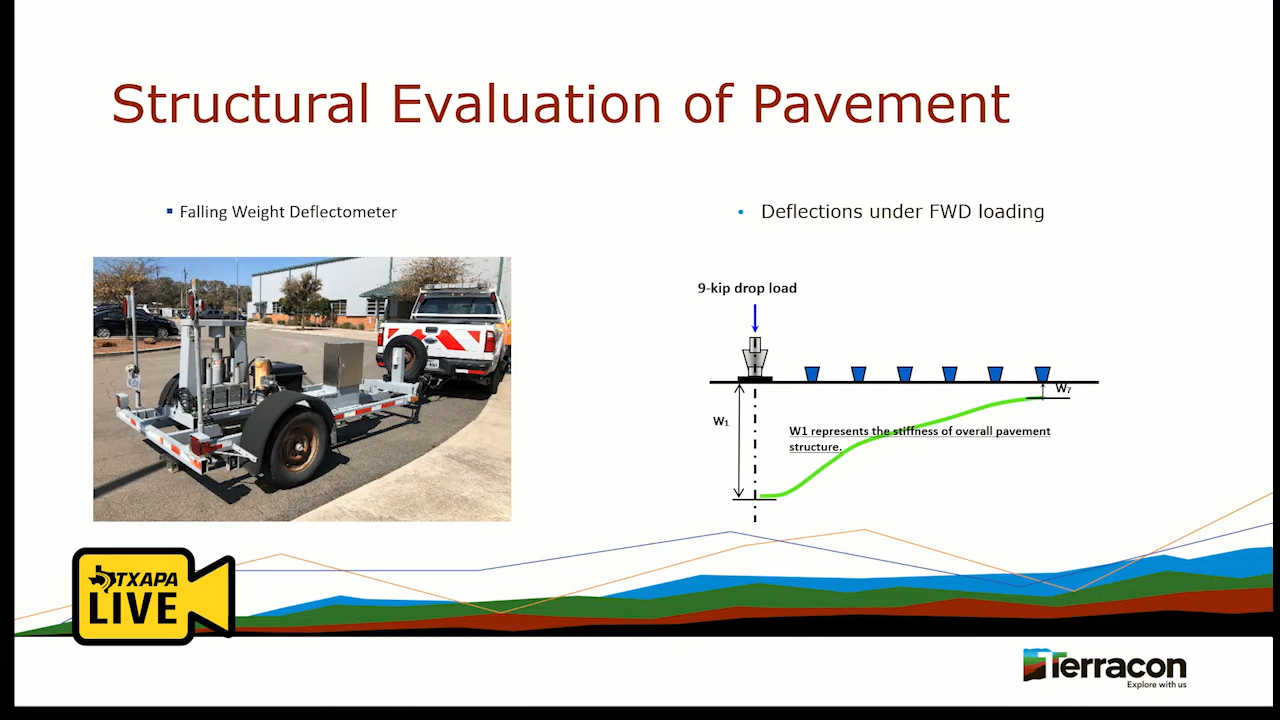 Structural Evaluation of Pavement
Falling Weight Deflectometer
Deflections under FWD loading
9-kip drop load
W₇
W₁
W1 represents the stiffness of overall pavement
structure.
TXAPA
LIVE
Terracon
Explore with us